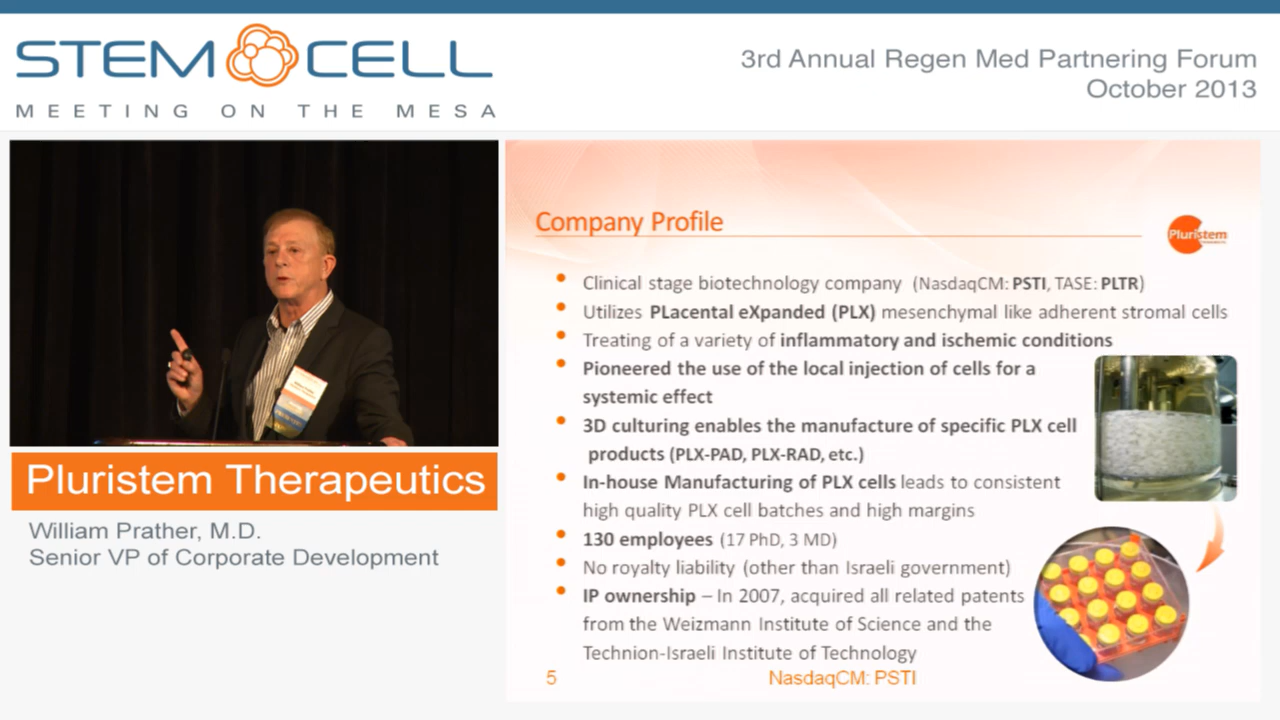 STEM CELL
MEETING ON THE MESA
3rd Annual Regen Med Partnering Forum
October 2013
Company Profile
Pluristem
• Clinical stage biotechnology company (NasdaqCM: PSTI, TASE: PLTR)
• Utilizes PLacental eXpanded (PLX) mesenchymal like adherent stromal cells
• Treating of a variety of inflammatory and ischemic conditions
• Pioneered the use of the local injection of cells for a
systemic effect
• 3D culturing enables the manufacture of specific PLX cell
products (PLX-PAD, PLX-RAD, etc.)
• In-house Manufacturing of PLX cells leads to consistent
high quality PLX cell batches and high margins
• 130 employees (17 PhD, 3 MD)
• No royalty liability (other than Israeli government)
• IP ownership – In 2007, acquired all related patents
from the Weizmann Institute of Science and the
Technion-Israeli Institute of Technology
5
NasdaqCM: PSTI
Pluristem Therapeutics
William Prather, M.D.
Senior VP of Corporate Development